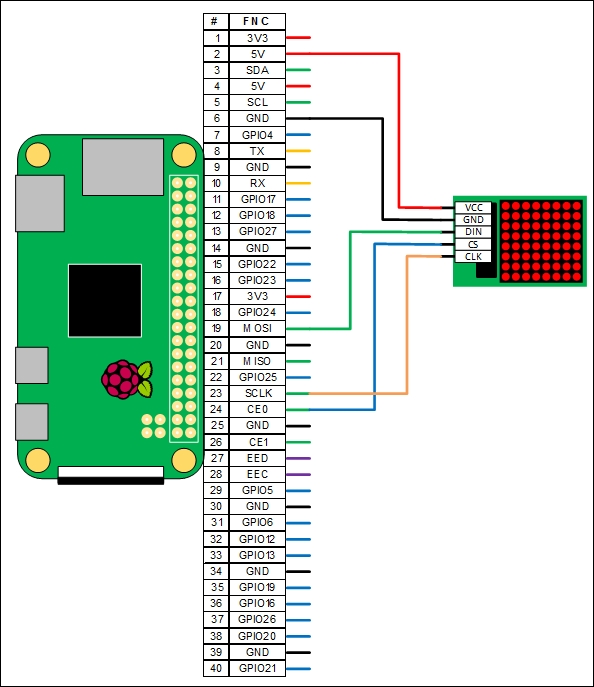 # FNC
1 3V3
2 5V
3 SDA
4 5V
5 SCL
6 GND
7 GPIO4
8 TX
9 GND
10 RX
11 GPIO17
12 GPIO18
13 GPIO27
14 GND
15 GPIO22
16 GPIO23
17 3V3
18 GPIO24
19 MOSI
20 GND
21 MISO
22 GPIO25
23 SCLK
24 CE0
25 GND
26 CE1
27 EED
28 EEC
29 GPIO5
30 GND
31 GPIO6
32 GPIO12
33 GPIO13
34 GND
35 GPIO19
36 GPIO16
37 GPIO26
38 GPIO20
39 GND
40 GPIO21
VCC
GND
DIN
CS
CLK